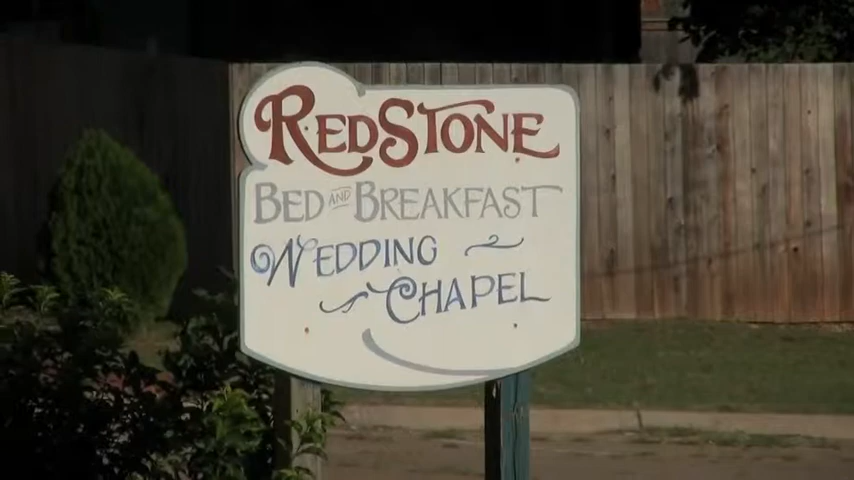 REDSTONE
BED AND BREAKFAST
WEDDING
CHAPEL